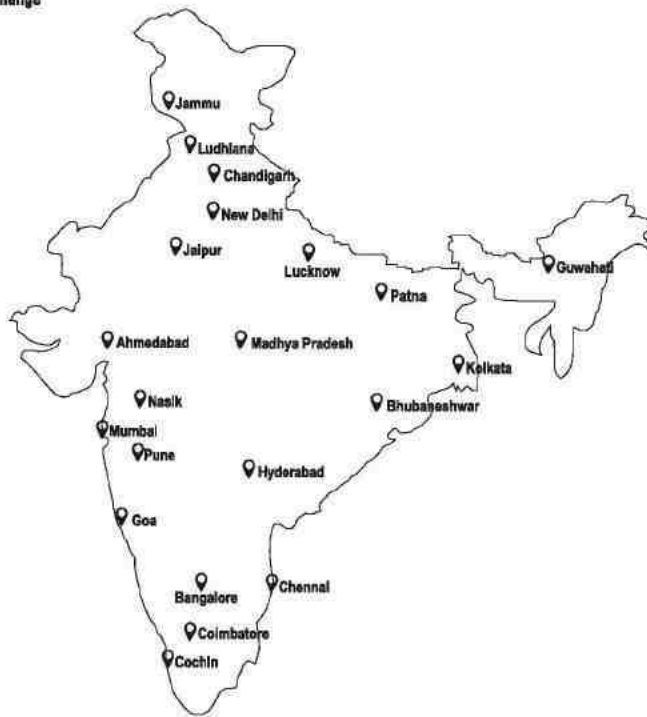 Jammu
Ludhiana
Chandigarh
New Delhi
Jaipur
Lucknow
Guwahati
Patna
Ahmedabad
Madhya Pradesh
Kolkata
Nasik
Bhubaneshwar
Mumbai
Pune
Hyderabad
Goa
Bangalore
Chennai
Coimbatore
Cochin